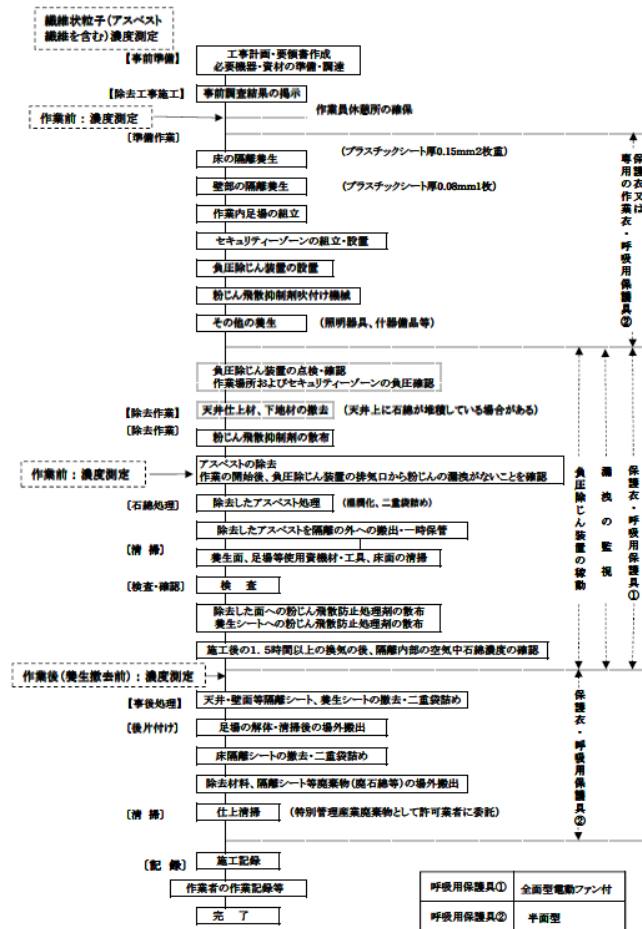 繊維状粒子(アスベスト
繊維を含む)濃度測定
【事前準備】
工事計画・要領書作成
必要機器・資材の準備・調達
【除去工事施工】
事前調査結果の掲示
作業員休憩所の確保
作業前：濃度測定
［準備作業］
床の隔離養生
(プラスチックシート厚0.15mm2枚重)
壁部の隔離養生
(プラスチックシート厚0.08mm1枚)
作業内足場の組立
セキュリティーゾーンの組立・設置
負圧除じん装置の設置
粉じん飛散抑制剤吹付け機械
その他の養生
(照明器具、什器備品等)
保護衣又は
専用の作業衣・呼吸用保護具②
負圧除じん装置の点検・確認
作業場所およびセキュリティーゾーンの負圧確認
【除去作業】
天井仕上材、下地材の撤去
(天井上に石綿が堆積している場合がある)
［除去作業］
粉じん飛散抑制剤の散布
作業前：濃度測定
アスベストの除去
作業の開始後、負圧除じん装置の排気口から粉じんの漏洩がないことを確認
［石綿処理］
除去したアスベスト処理
(湿潤化、二重袋詰め)
除去したアスベストを隔離の外への搬出・一時保管
［清 掃］
養生面、足場等使用資機材・工具、床面の清掃
［検査・確認］
検 査
除去した面への粉じん飛散防止処理剤の散布
養生シートへの粉じん飛散防止処理剤の散布
施工後の1.5時間以上の換気の後、隔離内部の空気中石綿濃度の確認
負圧除じん装置の稼動
漏洩の監視
保護衣・呼吸用保護具①
作業後(養生撤去前)：濃度測定
【事後処理】
天井・壁面等隔離シート、養生シートの撤去・二重袋詰め
［後片付け］
足場の解体・清掃後の場外搬出
床隔離シートの撤去・二重袋詰め
除去材料、隔離シート等廃棄物(廃石綿等)の場外搬出
［清 掃］
仕上清掃
(特別管理産業廃棄物として許可業者に委託)
保護衣・呼吸用保護具②
［記 録］
施工記録
作業者の作業記録等
完 了
呼吸用保護具① 全面型電動ファン付
呼吸用保護具② 半面型